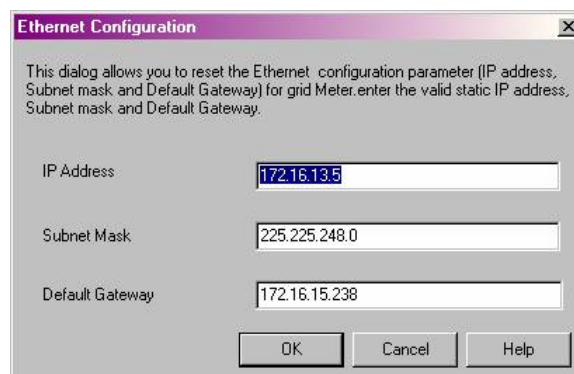 Ethernet Configuration
This dialog allows you to reset the Ethernet configuration parameter (IP address,
Subnet mask and Default Gateway) for grid Meter.enter the valid static IP address,
Subnet mask and Default Gateway.
IP Address
172.16.13.5
Subnet Mask
225.225.248.0
Default Gateway
172.16.15.238
OK
Cancel
Help